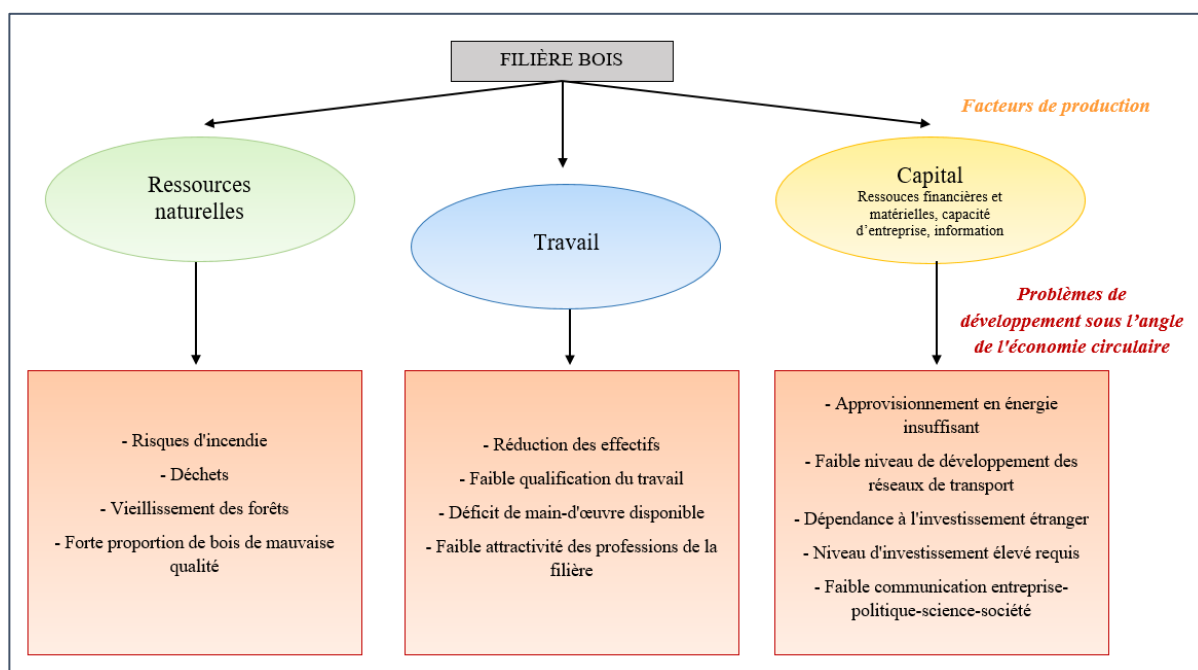 FILIÈRE BOIS
Facteurs de production
Ressources
naturelles
Travail
Capital
Ressouces financières et
matérielles, capacité
d’entreprise, information
Problèmes de
développement sous l’angle
de l'économie circulaire
- Risques d'incendie
- Déchets
- Vieillissement des forêts
- Forte proportion de bois de mauvaise
qualité
- Réduction des effectifs
- Faible qualification du travail
- Déficit de main-d'œuvre disponible
- Faible attractivité des professions de la
filière
- Approvisionnement en énergie
insuffisant
- Faible niveau de développement des
réseaux de transport
- Dépendance à l'investissement étranger
- Niveau d'investissement élevé requis
- Faible communication entreprise-
politique-science-société